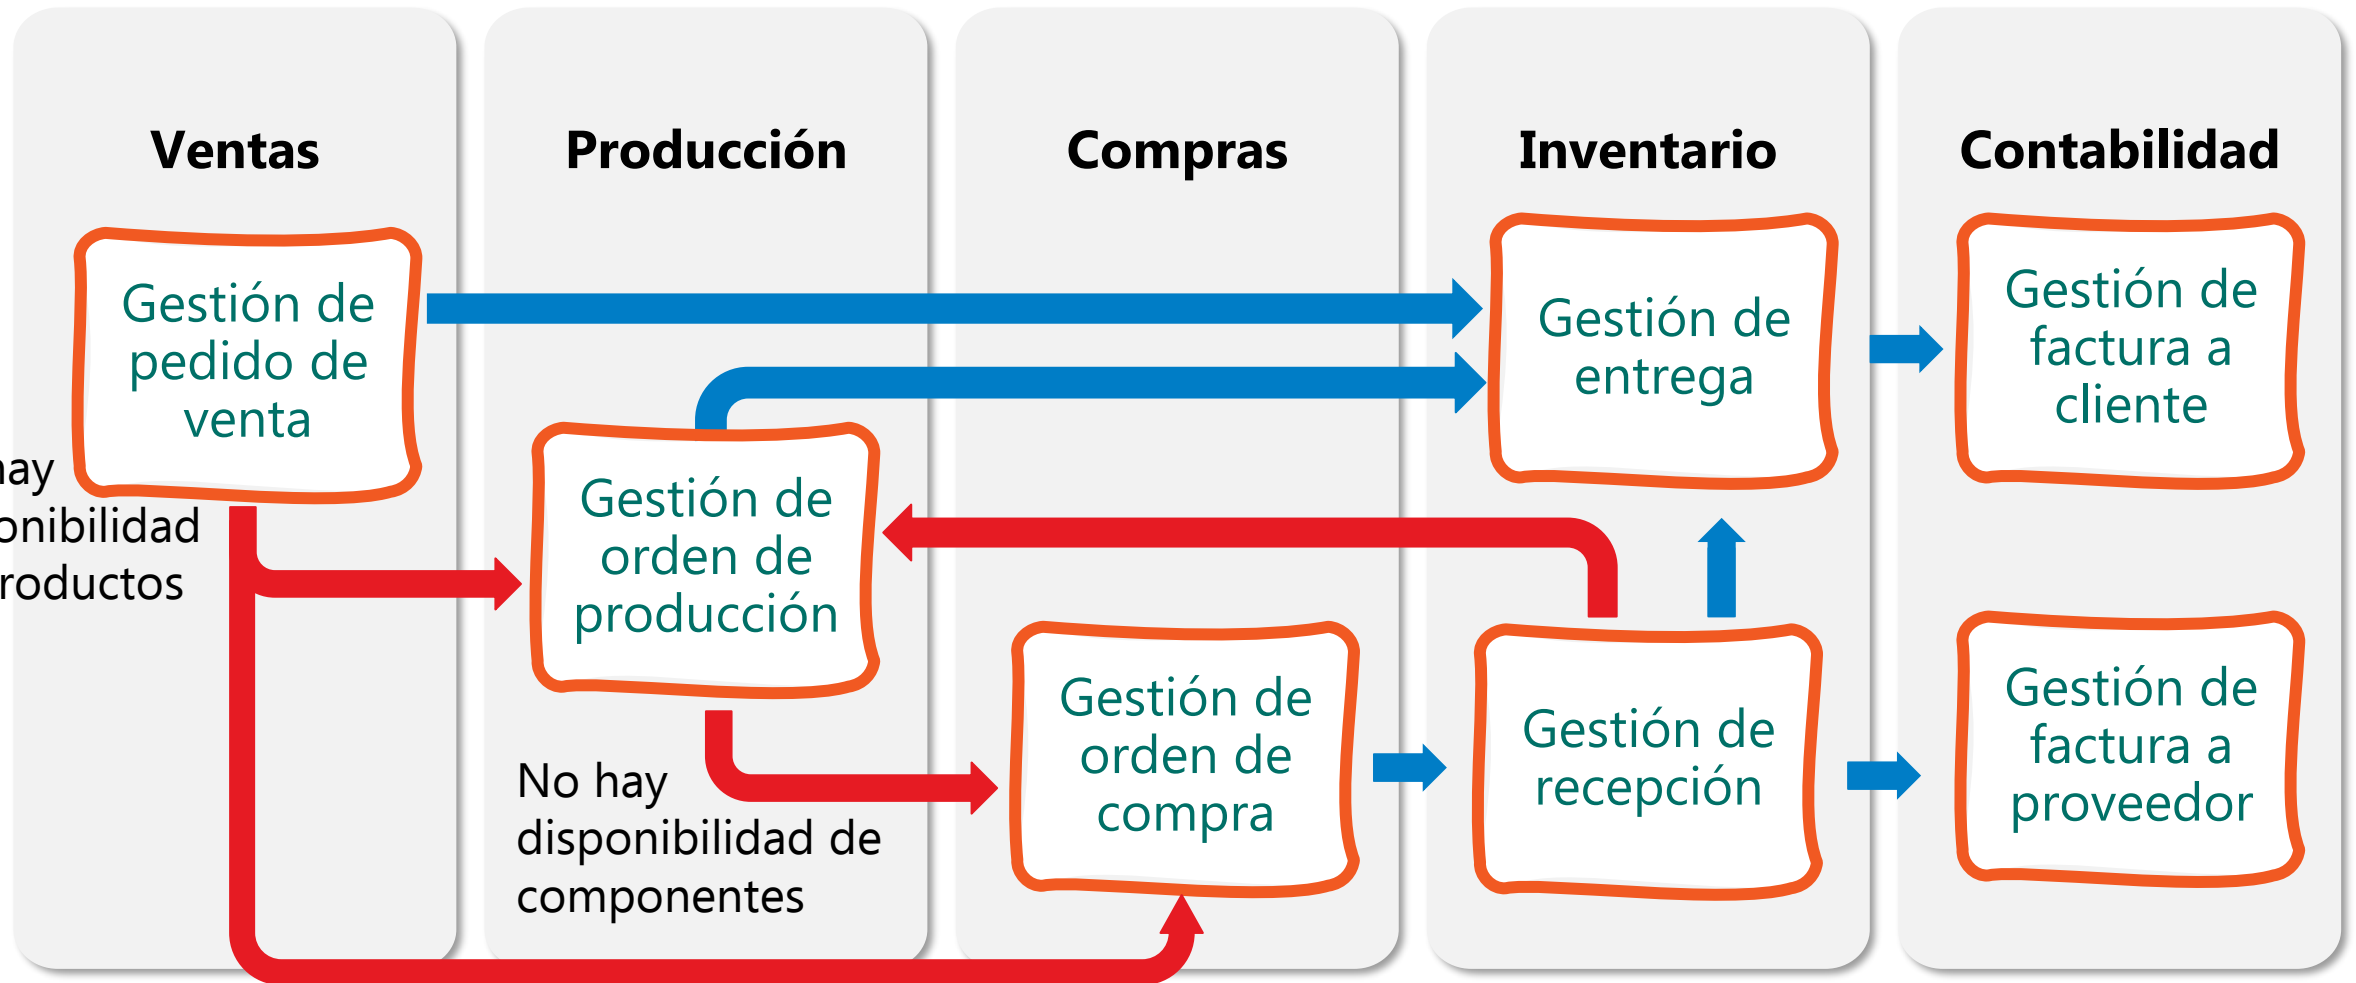 Ventas
Producción
Compras
Inventario
Contabilidad
Gestión de
pedido de
venta
hay
onibilidad
roductos
Gestión de
orden de
producción
No hay
disponibilidad de
componentes
Gestión de
orden de
compra
Gestión de
entrega
Gestión de
recepción
Gestión de
factura a
cliente
Gestión de
factura a
proveedor